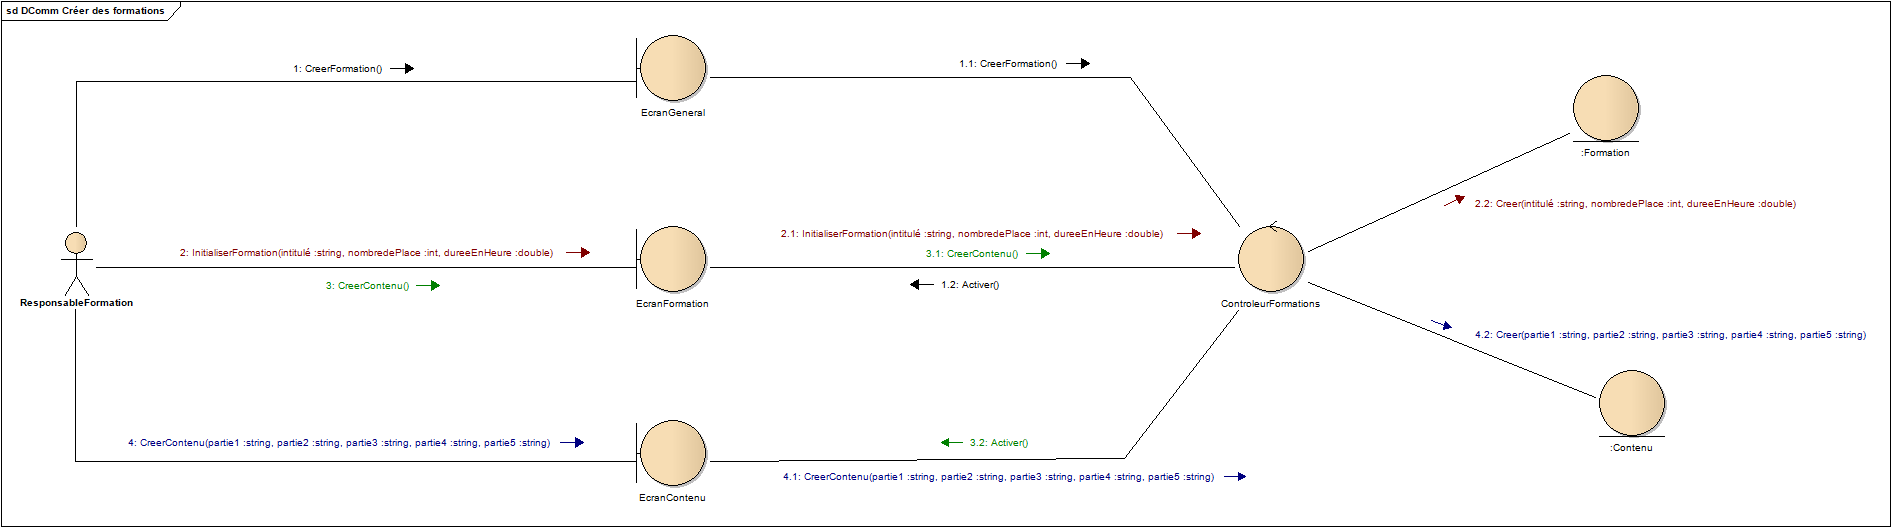 sd DComm Créer des formations
1: CreerFormation()
EcranGeneral
1.1: CreerFormation()
:Formation
2.2: Creer(intitulé :string, nombredePlace :int, dureeEnHeure :double)
2: InitialiserFormation(intitulé :string, nombredePlace :int, dureeEnHeure :double)
3: CreerContenu()
ResponsableFormation
EcranFormation
2.1: InitialiserFormation(intitulé :string, nombredePlace :int, dureeEnHeure :double)
3.1: CreerContenu()
1.2: Activer()
ControleurFormations
4.2: Creer(partie1 :string, partie2 :string, partie3 :string, partie4 :string, partie5 :string)
:Contenu
4: CreerContenu(partie1 :string, partie2 :string, partie3 :string, partie4 :string, partie5 :string)
EcranContenu
3.2: Activer()
4.1: CreerContenu(partie1 :string, partie2 :string, partie3 :string, partie4 :string, partie5 :string)